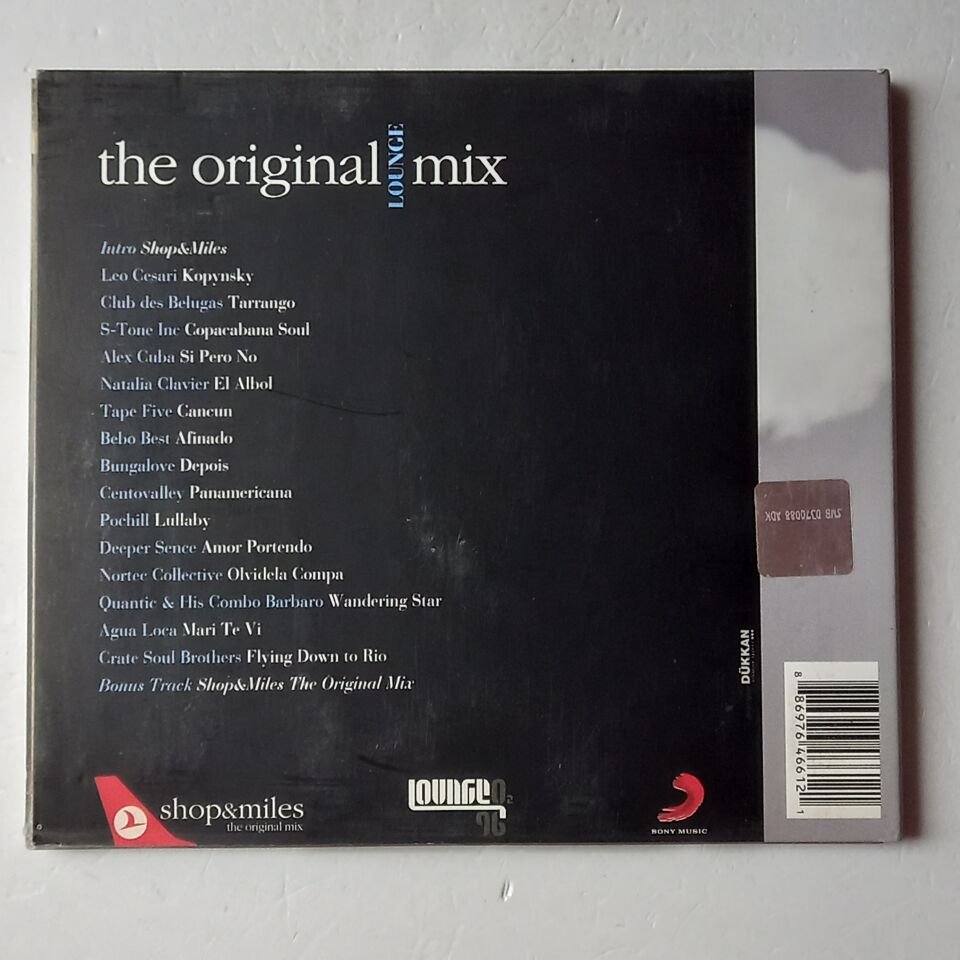 the original LOUNGE mix
Intro Shop&Miles
Leo Cesari Kopynsky
Club des Belugas Tarrango
S-Tone Inc Copacabana Soul
Alex Cuba Si Pero No
Natalia Clavier El Albol
Tape Five Cancun
Bebo Best Afinado
Bungalove Depois
Centovalley Panamericana
Pochill Lullaby
Deeper Sence Amor Portendo
Nortec Collective Olvidela Compa
Quantic & His Combo Barbaro Wandering Star
Agua Loca Mari Te Vi
Crate Soul Brothers Flying Down to Rio
Bonus Track Shop&Miles The Original Mix
shop&miles
the original mix
LOUNGE
96
SONY MUSIC
DÜKKAN
8 86976 46612 1